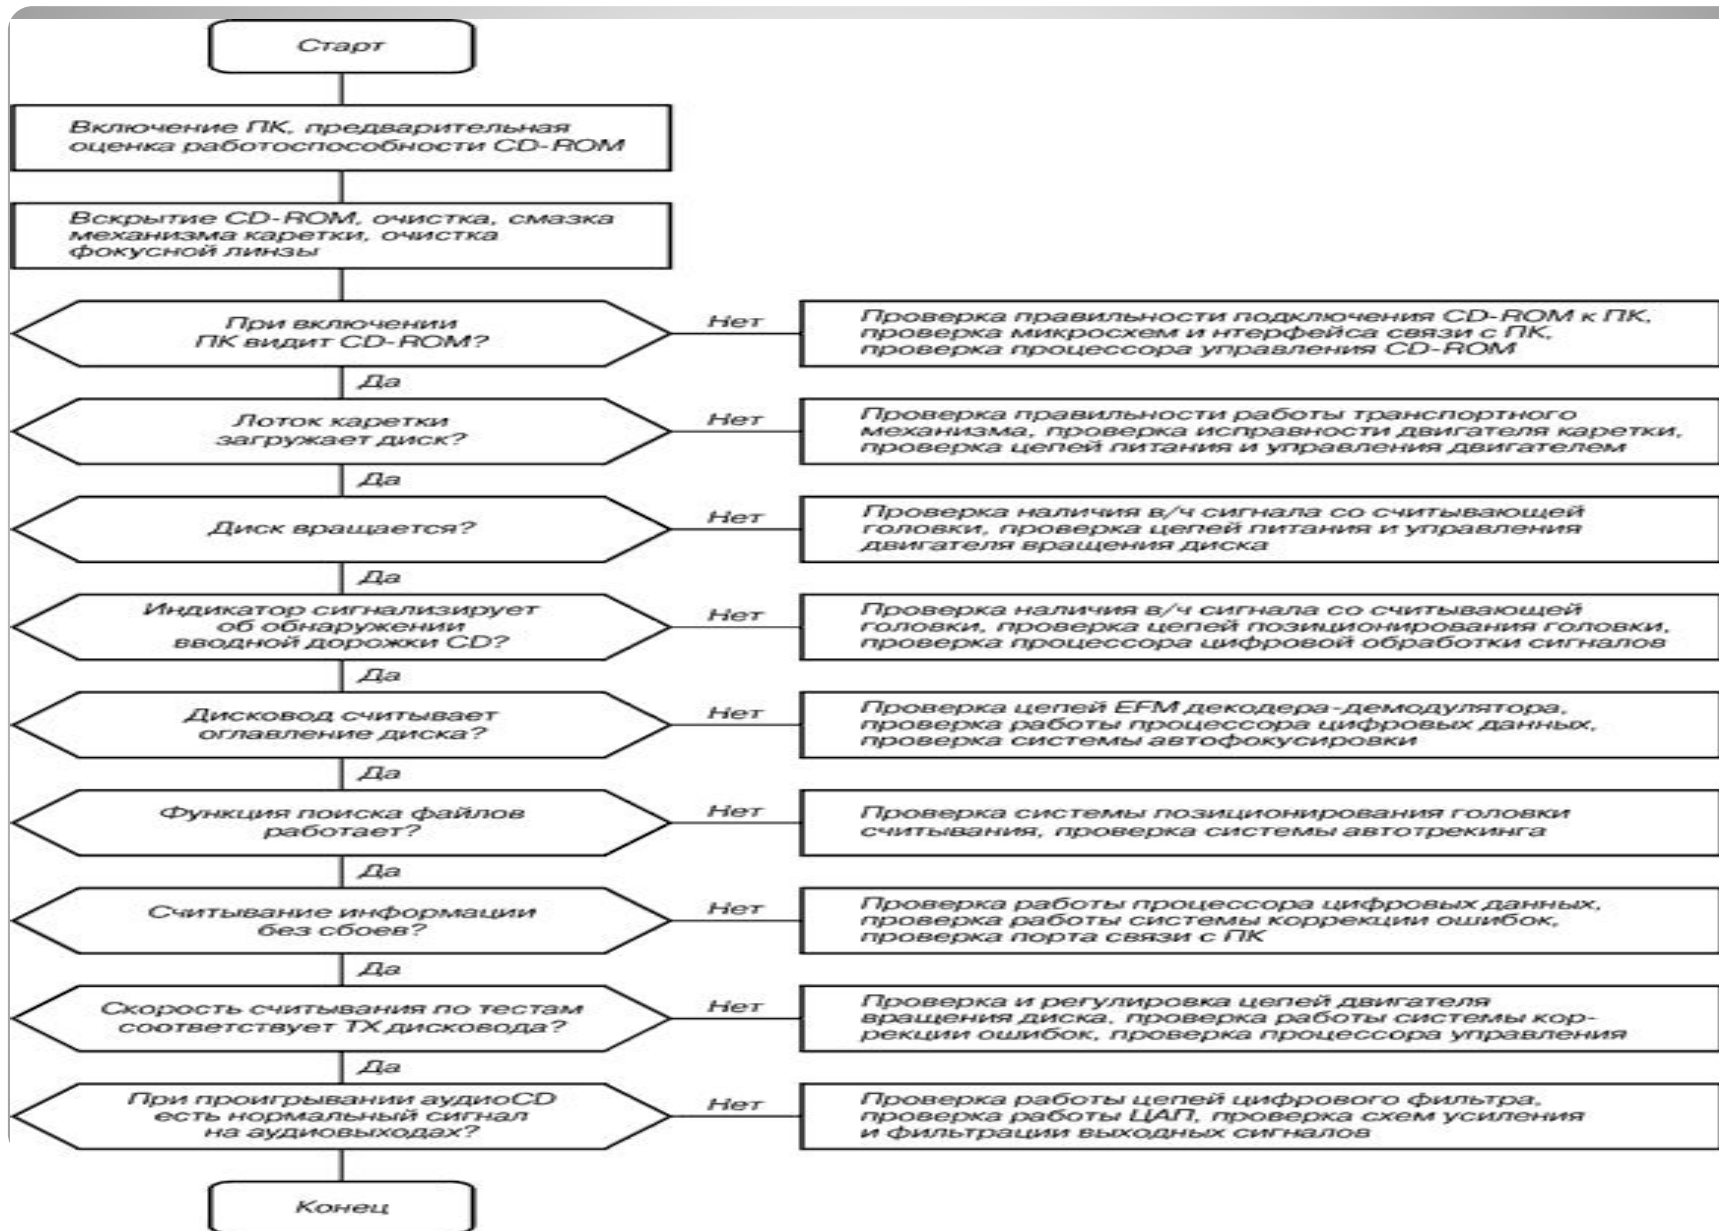 Старт
Включение ПК, предварительная
оценка работоспособности CD-ROM
Вскрытие CD-ROM, очистка, смазка
механизма каретки, очистка
фокусной линзы
При включении
ПК видит CD-ROM?
Нет
Проверка правильности подключения CD-ROM к ПК,
проверка микросхем и нтерфейса связи с ПК,
проверка процессора управления CD-ROM
Да
Лоток каретки
загружает диск?
Нет
Проверка правильности работы транспортного
механизма, проверка исправности двигателя каретки,
проверка цепей питания и управления двигателем
Да
Диск вращается?
Нет
Проверка наличия в/ч сигнала со считывающей
головки, проверка цепей питания и управления
двигателя вращения диска
Да
Индикатор сигнализирует
об обнаружении
вводной дорожки CD?
Нет
Проверка наличия в/ч сигнала со считывающей
головки, проверка цепей позиционирования головки,
проверка процессора цифровой обработки сигналов
Да
Дисковод считывает
оглавление диска?
Нет
Проверка цепей EFM декодера-демодулятора,
проверка работы процессора цифровых данных,
проверка системы автофокусировки
Да
Функция поиска файлов
работает?
Нет
Проверка системы позиционирования головки
считывания, проверка системы автотрекинга
Да
Считывание информации
без сбоев?
Нет
Проверка работы процессора цифровых данных,
проверка работы системы коррекции ошибок,
проверка порта связи с ПК
Да
Скорость считывания по тестам
соответствует ТХ дисковода?
Нет
Проверка и регулировка цепей двигателя
вращения диска, проверка работы системы кор-
рекции ошибок, проверка процессора управления
Да
При проигрывании аудиоCD
есть нормальный сигнал
на аудиовыходах?
Нет
Проверка работы цепей цифрового фильтра,
проверка работы ЦАП, проверка схем усиления
и фильтрации выходных сигналов
Конец